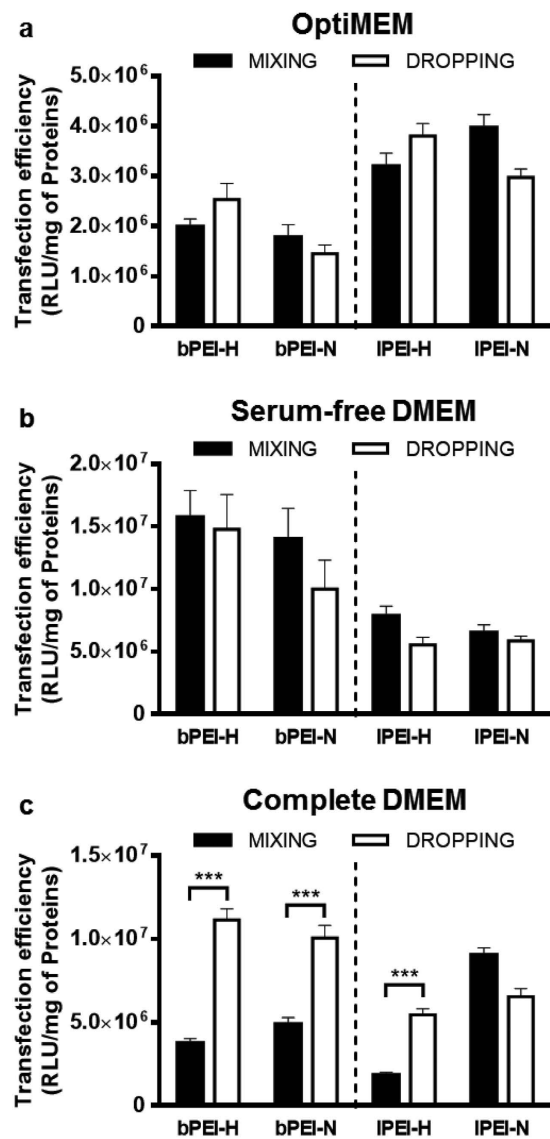 a
OptiMEM
MIXING DROPPING
Transfection efficiency
(RLU/mg of Proteins)
5.0×10⁶
4.0×10⁶
3.0×10⁶
2.0×10⁶
1.0×10⁶
0
bPEI-H bPEI-N lPEI-H lPEI-N
b
Serum-free DMEM
MIXING DROPPING
Transfection efficiency
(RLU/mg of Proteins)
2.0×10⁷
1.5×10⁷
1.0×10⁷
5.0×10⁶
0
bPEI-H bPEI-N lPEI-H lPEI-N
c
Complete DMEM
MIXING DROPPING
Transfection efficiency
(RLU/mg of Proteins)
1.5×10⁷
1.0×10⁷
5.0×10⁶
0
*** *** ***
bPEI-H bPEI-N lPEI-H lPEI-N